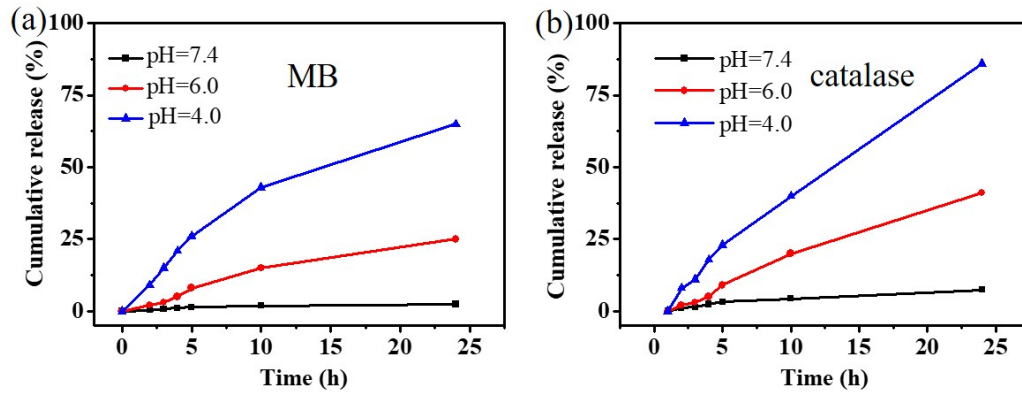 (a)
100
75
50
25
0
Cumulative release (%)
pH=7.4
pH=6.0
pH=4.0
MB
0 5 10 15 20 25
Time (h)
(b)
100
75
50
25
0
Cumulative release (%)
pH=7.4
pH=6.0
pH=4.0
catalase
0 5 10 15 20 25
Time (h)